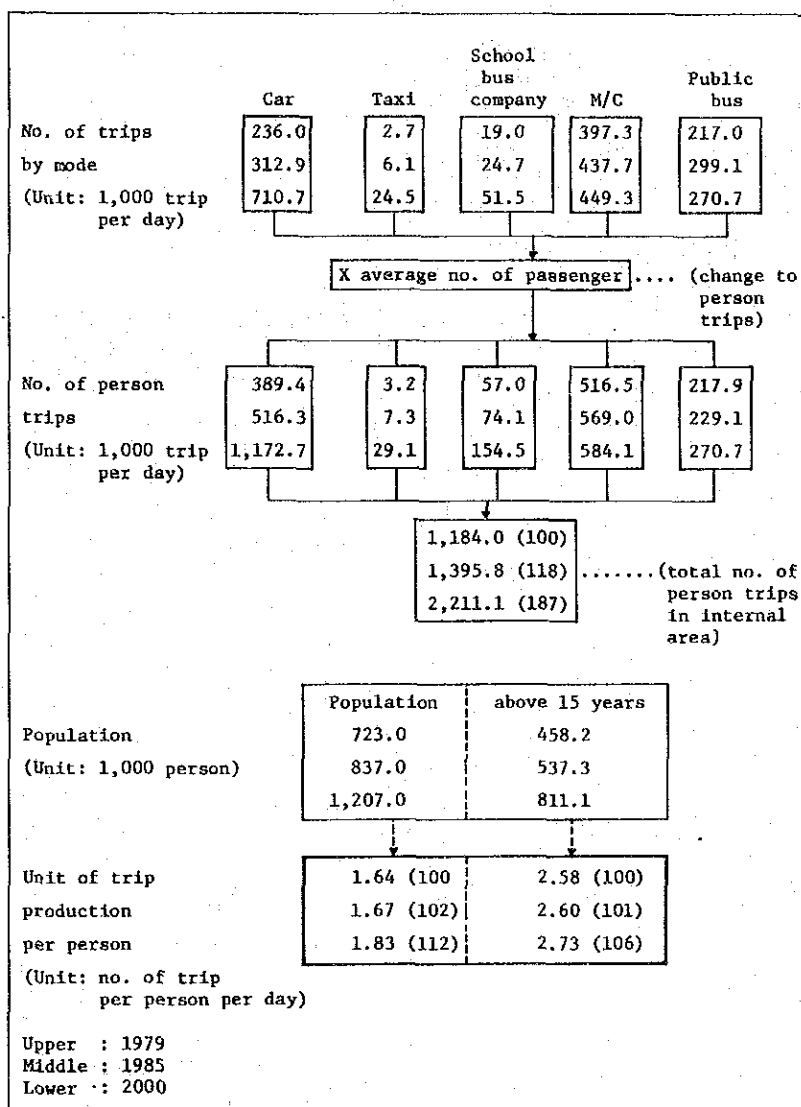 School
bus Public
Car Taxi company M/C bus
No. of trips 236.0 2.7 19.0 397.3 217.0
by mode 312.9 6.1 24.7 437.7 299.1
(Unit: 1,000 trip 710.7 24.5 51.5 449.3 270.7
per day)
X average no. of passenger .... (change to
person
trips)
No. of person 389.4 3.2 57.0 516.5 217.9
trips 516.3 7.3 74.1 569.0 229.1
(Unit: 1,000 trip 1,172.7 29.1 154.5 584.1 270.7
per day)
1,184.0 (100)
1,395.8 (118) .......(total no. of
2,211.1 (187) person trips
in internal
area)
Population above 15 years
Population 723.0 458.2
(Unit: 1,000 person) 837.0 537.3
1,207.0 811.1
Unit of trip 1.64 (100 2.58 (100)
production 1.67 (102) 2.60 (101)
per person 1.83 (112) 2.73 (106)
(Unit: no. of trip
per person per day)
Upper : 1979
Middle : 1985
Lower : 2000